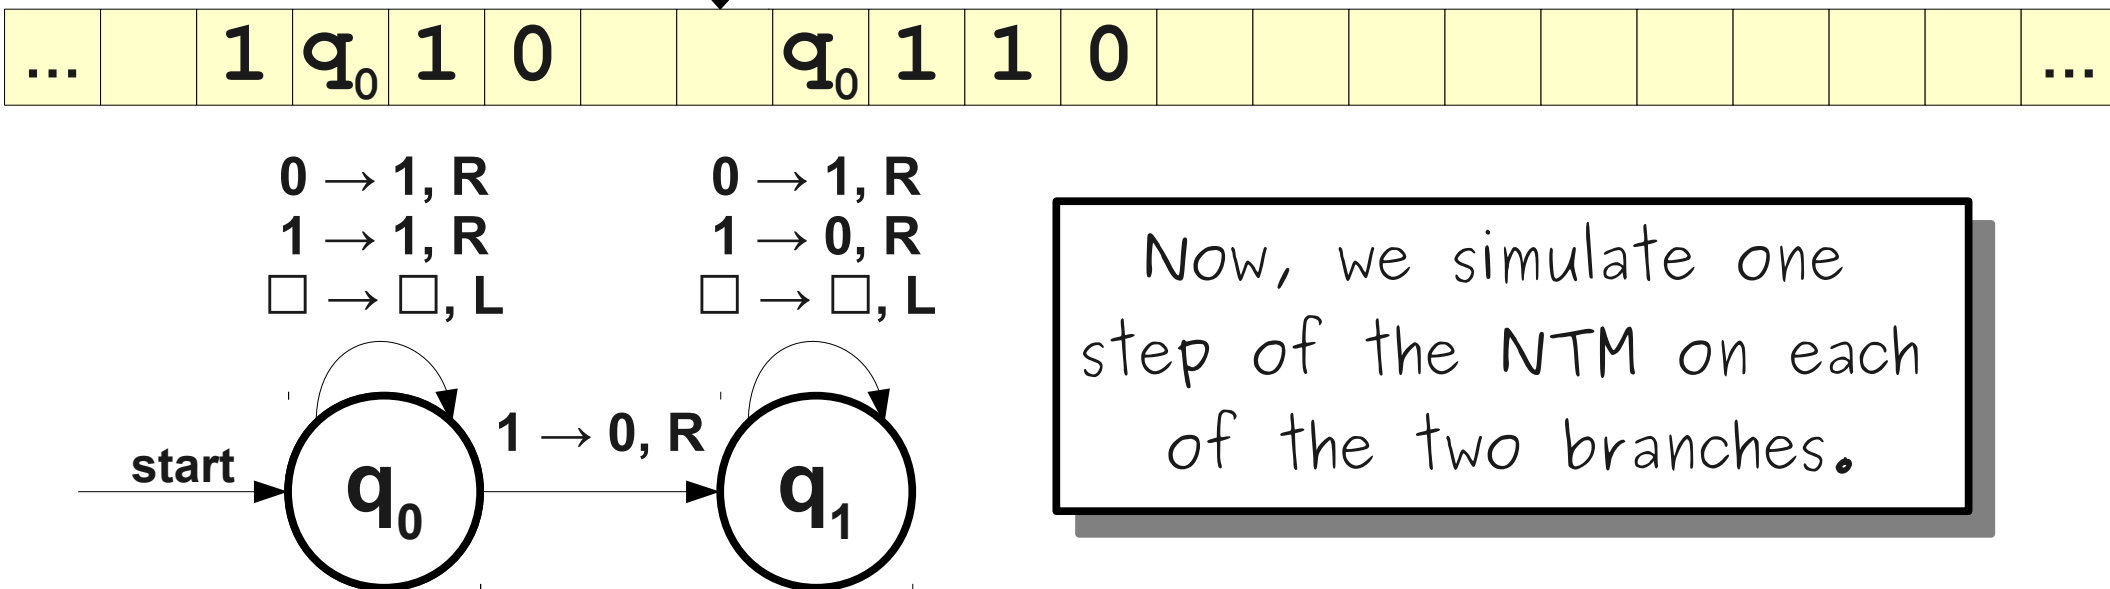 ... 1 q₀ 1 0 q₀ 1 1 0 ...
0 → 1, R
1 → 1, R
□ → □, L
0 → 1, R
1 → 0, R
□ → □, L
Now, we simulate one
step of the NTM on each
of the two branches.
start
q₀
1 → 0, R
q₁